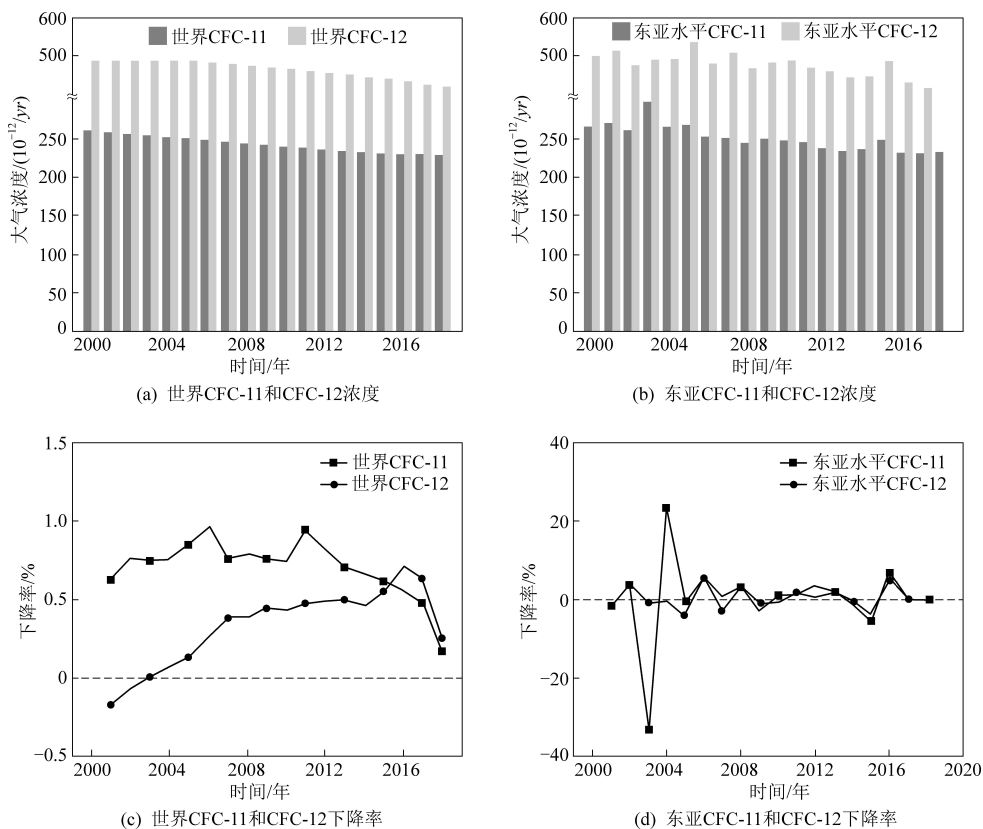 600
500
≈
250
200
150
100
50
0
大气浓度/(10⁻¹²/yr)
世界CFC-11 世界CFC-12
2000 2004 2008 2012 2016
时间/年
(a) 世界CFC-11和CFC-12浓度
600
500
≈
250
200
150
100
50
0
大气浓度/(10⁻¹²/yr)
东亚水平CFC-11 东亚水平CFC-12
2000 2004 2008 2012 2016
时间/年
(b) 东亚CFC-11和CFC-12浓度
1.5
1.0
0.5
0
−0.5
下降率/%
世界CFC-11
世界CFC-12
2000 2004 2008 2012 2016
时间/年
(c) 世界CFC-11和CFC-12下降率
40
20
0
−20
−40
下降率/%
东亚水平CFC-11
东亚水平CFC-12
2000 2004 2008 2012 2016 2020
时间/年
(d) 东亚CFC-11和CFC-12下降率